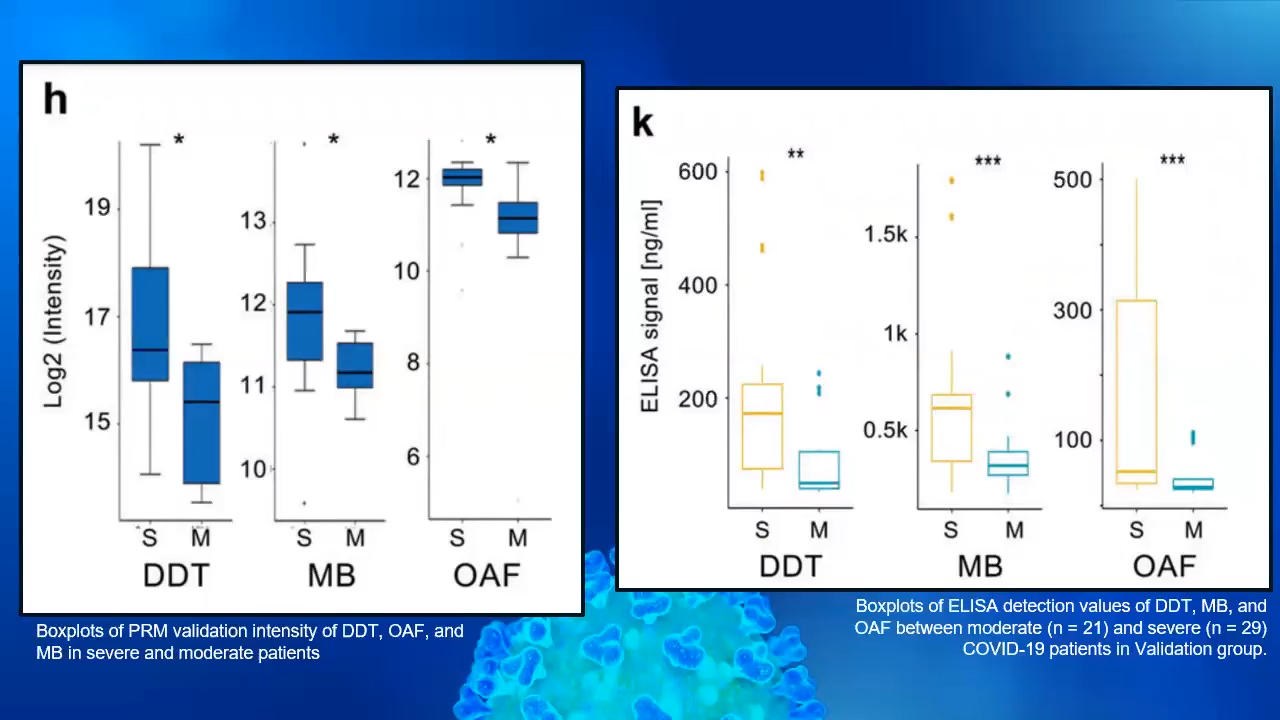 h
*
*
*
Log2 (Intensity)
19
17
15
13
12
11
10
12
10
8
6
S M
S M
S M
DDT
MB
OAF
Boxplots of PRM validation intensity of DDT, OAF, and
MB in severe and moderate patients
k
**
***
***
ELISA signal [ng/ml]
600
400
200
1.5k
1k
0.5k
500
300
100
S M
S M
S M
DDT
MB
OAF
Boxplots of ELISA detection values of DDT, MB, and
OAF between moderate (n = 21) and severe (n = 29)
COVID-19 patients in Validation group.